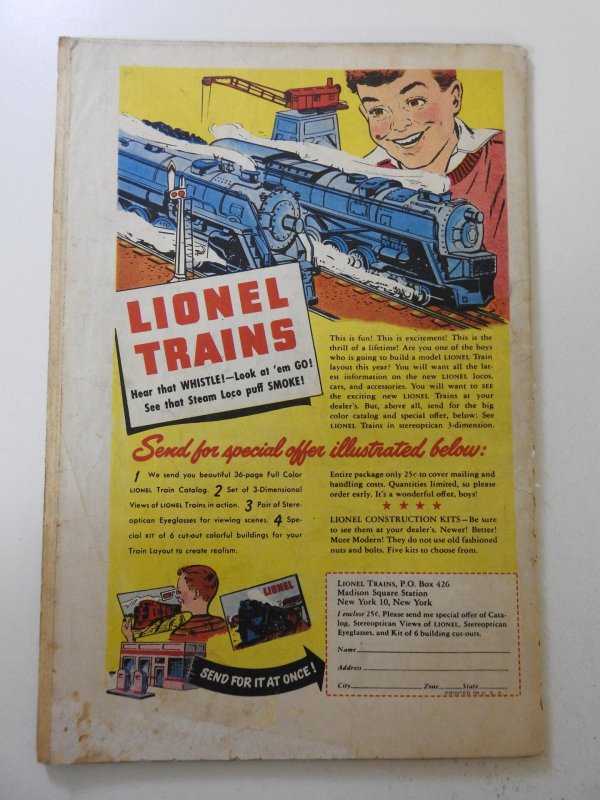 LIONEL
TRAINS
Hear that WHISTLE!—Look at 'em GO!
See that Steam Loco puff SMOKE!
This is fun! This is excitement! This is the
thrill of a lifetime! Are you one of the boys
who is going to build a model LIONEL Train
layout this year? You will want all the lat-
est information on the new LIONEL locos,
cars, and accessories. You will want to SEE
the exciting new LIONEL Trains at your
dealer's. But, above all, send for the big
color catalog and special offer, below: See
LIONEL Trains in stereoptican 3-dimension.
Send for special offer illustrated below:
1 We send you beautiful 36-page Full Color
LIONEL Train Catalog. 2 Set of 3-Dimensional
Views of LIONEL Trains in action. 3 Pair of Stere-
optican Eyeglasses for viewing scenes. 4 Spe-
cial KIT of 6 cut-out colorful buildings for your
Train Layout to create realism.
Entire package only 25¢ to cover mailing and
handling costs. Quantities limited, so please
order early. It's a wonderful offer, boys!
★ ★ ★ ★
LIONEL CONSTRUCTION KITS—Be sure
to see them at your dealer's. Newer! Better!
More Modern! They do not use old fashioned
nuts and bolts. Five kits to choose from.
LIONEL
SEND FOR IT AT ONCE!
LIONEL TRAINS, P.O. Box 426
Madison Square Station
New York 10, New York
I enclose 25¢. Please send me special offer of Cata-
log, Stereoptican Views of LIONEL, Stereoptican
Eyeglasses, and Kit of 6 building cut-outs.
Name
Address
City Zone State
PRINTED IN U. S. A.